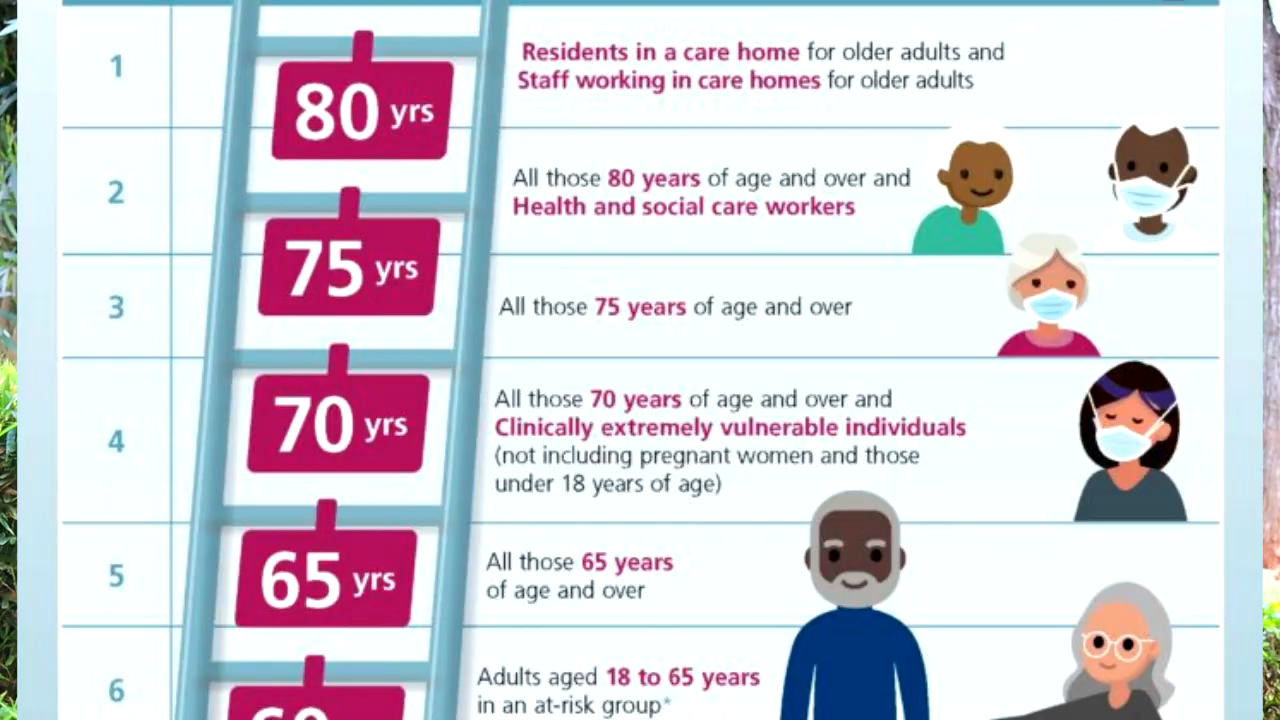 1
80 yrs
Residents in a care home for older adults and
Staff working in care homes for older adults
2
All those 80 years of age and over and
Health and social care workers
75 yrs
3
All those 75 years of age and over
70 yrs
4
All those 70 years of age and over and
Clinically extremely vulnerable individuals
(not including pregnant women and those
under 18 years of age)
65 yrs
5
All those 65 years
of age and over
6
Adults aged 18 to 65 years
in an at-risk group*
60